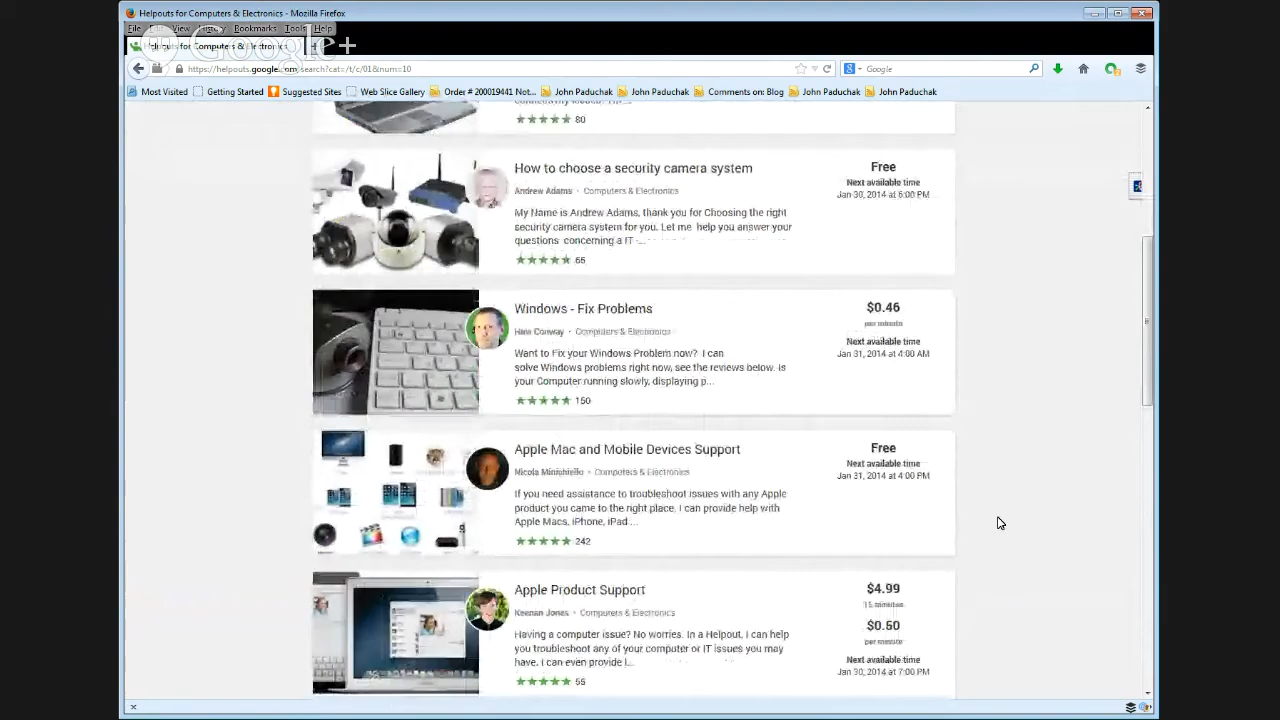 Helpouts for Computers & Electronics - Mozilla Firefox
File Edit View History Bookmarks Tools Help
Google+
Helpouts for Computers & Electronics
https://helpouts.google.com/search?cat=/t/c/01&num=10
Google
Most Visited Getting Started Suggested Sites Web Slice Gallery Order # 200019441 Not... John Paduchak John Paduchak Comments on: Blog John Paduchak John Paduchak
80
How to choose a security camera system
Free
Andrew Adams · Computers & Electronics
Next available time
Jan 30, 2014 at 6:00 PM
My Name is Andrew Adams, thank you for Choosing the right
security camera system for you. Let me help you answer your
questions concerning a IT
Windows - Fix Problems
$0.46
Conway · Computers & Electronics
per minute
Next available time
Jan 31, 2014 at 4:00 AM
Want to Fix your Windows Problem now? I can
solve Windows problems right now, see the reviews below. Is
your Computer running slowly, displaying p...
150
Apple Mac and Mobile Devices Support
Free
Nicola Minichiello · Computers & Electronics
Next available time
Jan 31, 2014 at 4:00 PM
If you need assistance to troubleshoot issues with any Apple
product you came to the right place, I can provide help with
Apple Macs, iPhone, iPad....
242
Apple Product Support
$4.99
15 minutes
Keenan Jones · Computers & Electronics
$0.50
per minute
Having a computer issue? No worries. In a Helpout, I can help
you troubleshoot any of your computer or IT issues you may
have. I can even provide l...
Next available time
Jan 30, 2014 at 7:00 PM
55